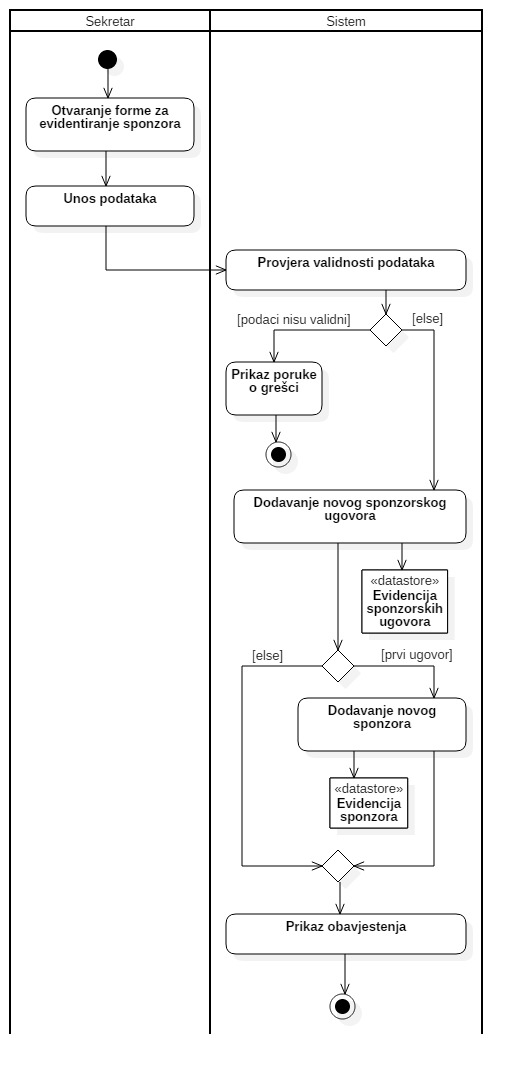 Sekretar
Sistem
Otvaranje forme za
evidentiranje sponzora
Unos podataka
Provjera validnosti podataka
[podaci nisu validni]
[else]
Prikaz poruke
o grešci
Dodavanje novog sponzorskog
ugovora
«datastore»
Evidencija
sponzorskih
ugovora
[else]
[prvi ugovor]
Dodavanje novog
sponzora
«datastore»
Evidencija
sponzora
Prikaz obavjestenja